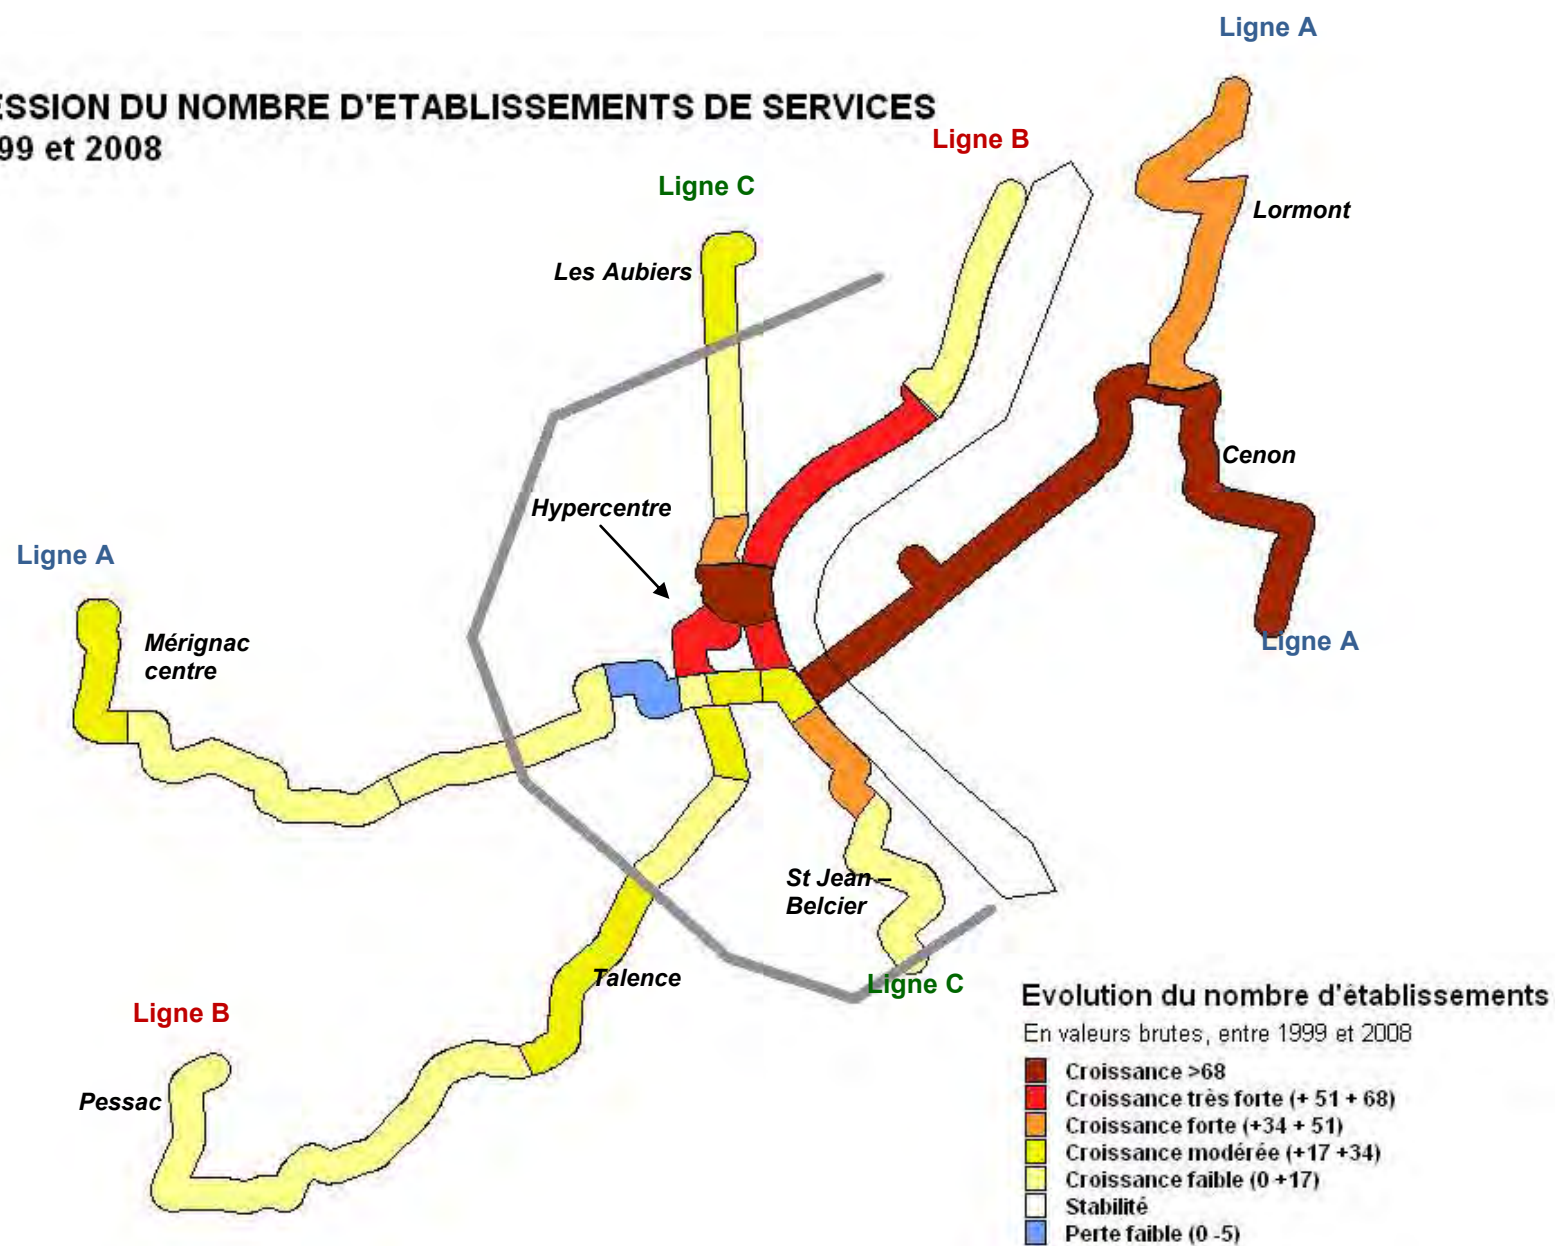 Ligne A
ESSION DU NOMBRE D'ETABLISSEMENTS DE SERVICES
99 et 2008
Ligne B
Ligne C
Lormont
Les Aubiers
Cenon
Hypercentre
Ligne A
Mérignac
centre
Ligne A
St Jean –
Belcier
Talence
Ligne C
Ligne B
Pessac
Evolution du nombre d'établissements
En valeurs brutes, entre 1999 et 2008
Croissance >68
Croissance très forte (+ 51 + 68)
Croissance forte (+34 + 51)
Croissance modérée (+17 +34)
Croissance faible (0 +17)
Stabilité
Perte faible (0 -5)